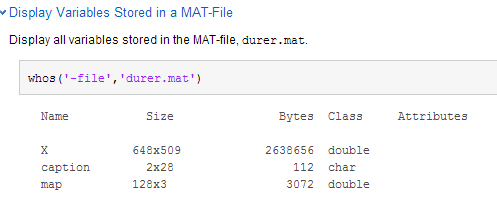 Display Variables Stored in a MAT-File
Display all variables stored in the MAT-file, durer.mat.
whos('-file','durer.mat')
Name Size Bytes Class Attributes
X 648x509 2638656 double
caption 2x28 112 char
map 128x3 3072 double